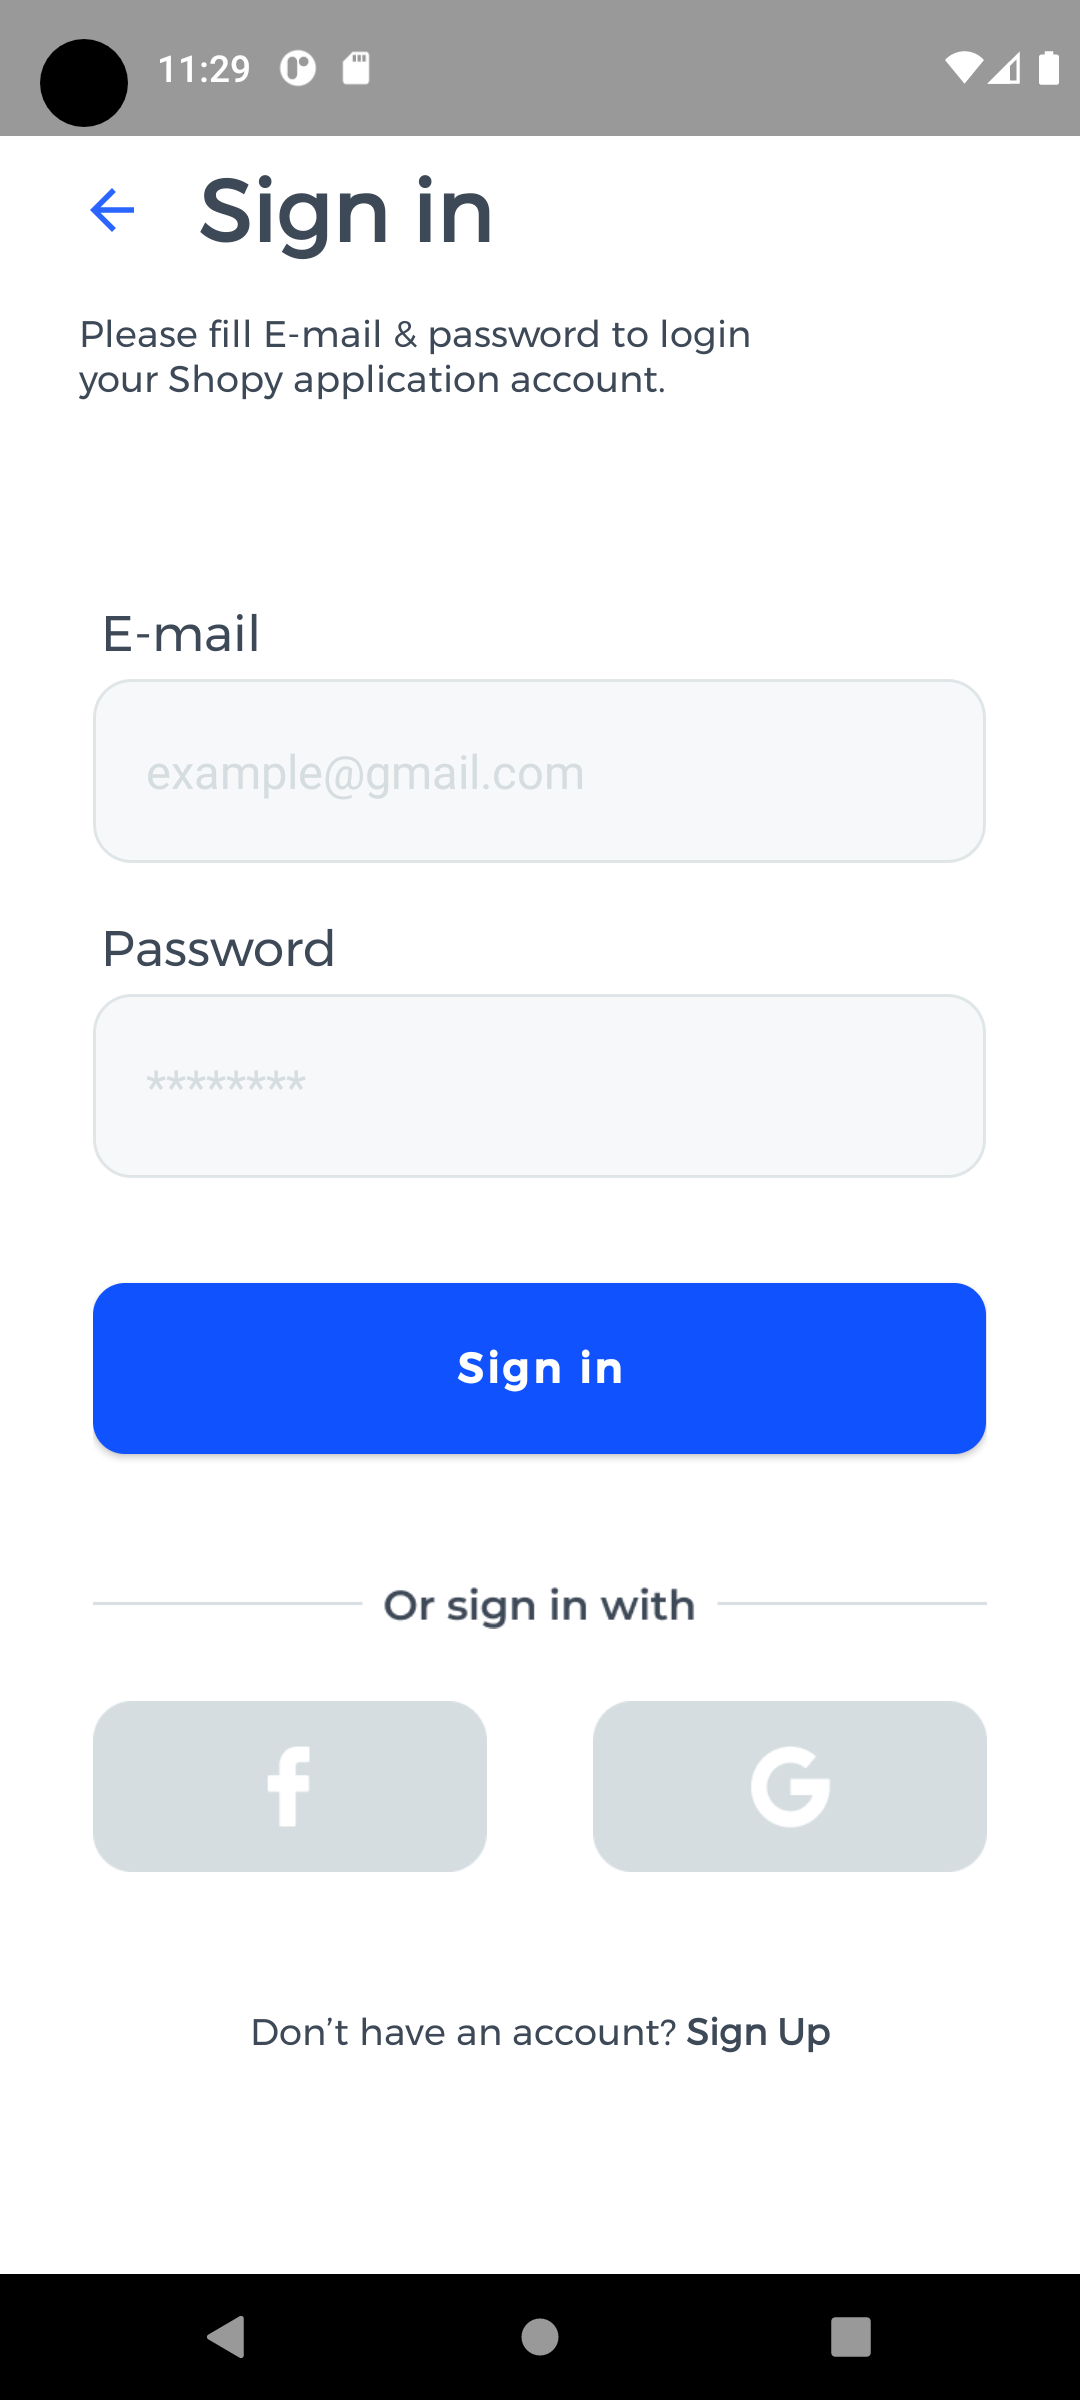 11:29
Sign in
Please fill E-mail & password to login
your Shopy application account.
E-mail
example@gmail.com
Password
********
Sign in
Or sign in with
f
G
Don’t have an account? Sign Up